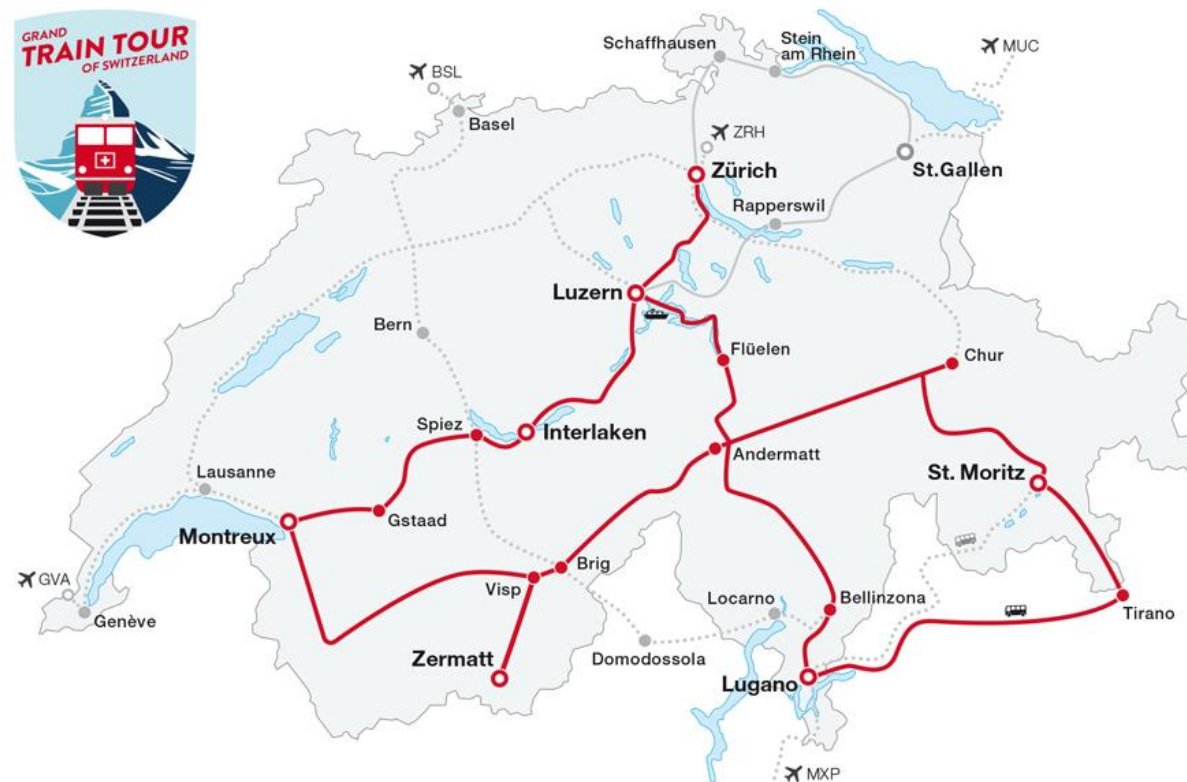 GRAND
TRAIN TOUR
OF SWITZERLAND
Schaffhausen
Stein
am Rhein
MUC
BSL
Basel
ZRH
Zürich
St.Gallen
Rapperswil
Luzern
Bern
Flüelen
Chur
Spiez
Interlaken
Andermatt
Lausanne
St. Moritz
Gstaad
Montreux
Brig
Visp
GVA
Genève
Locarno
Bellinzona
Tirano
Domodossola
Zermatt
Lugano
MXP